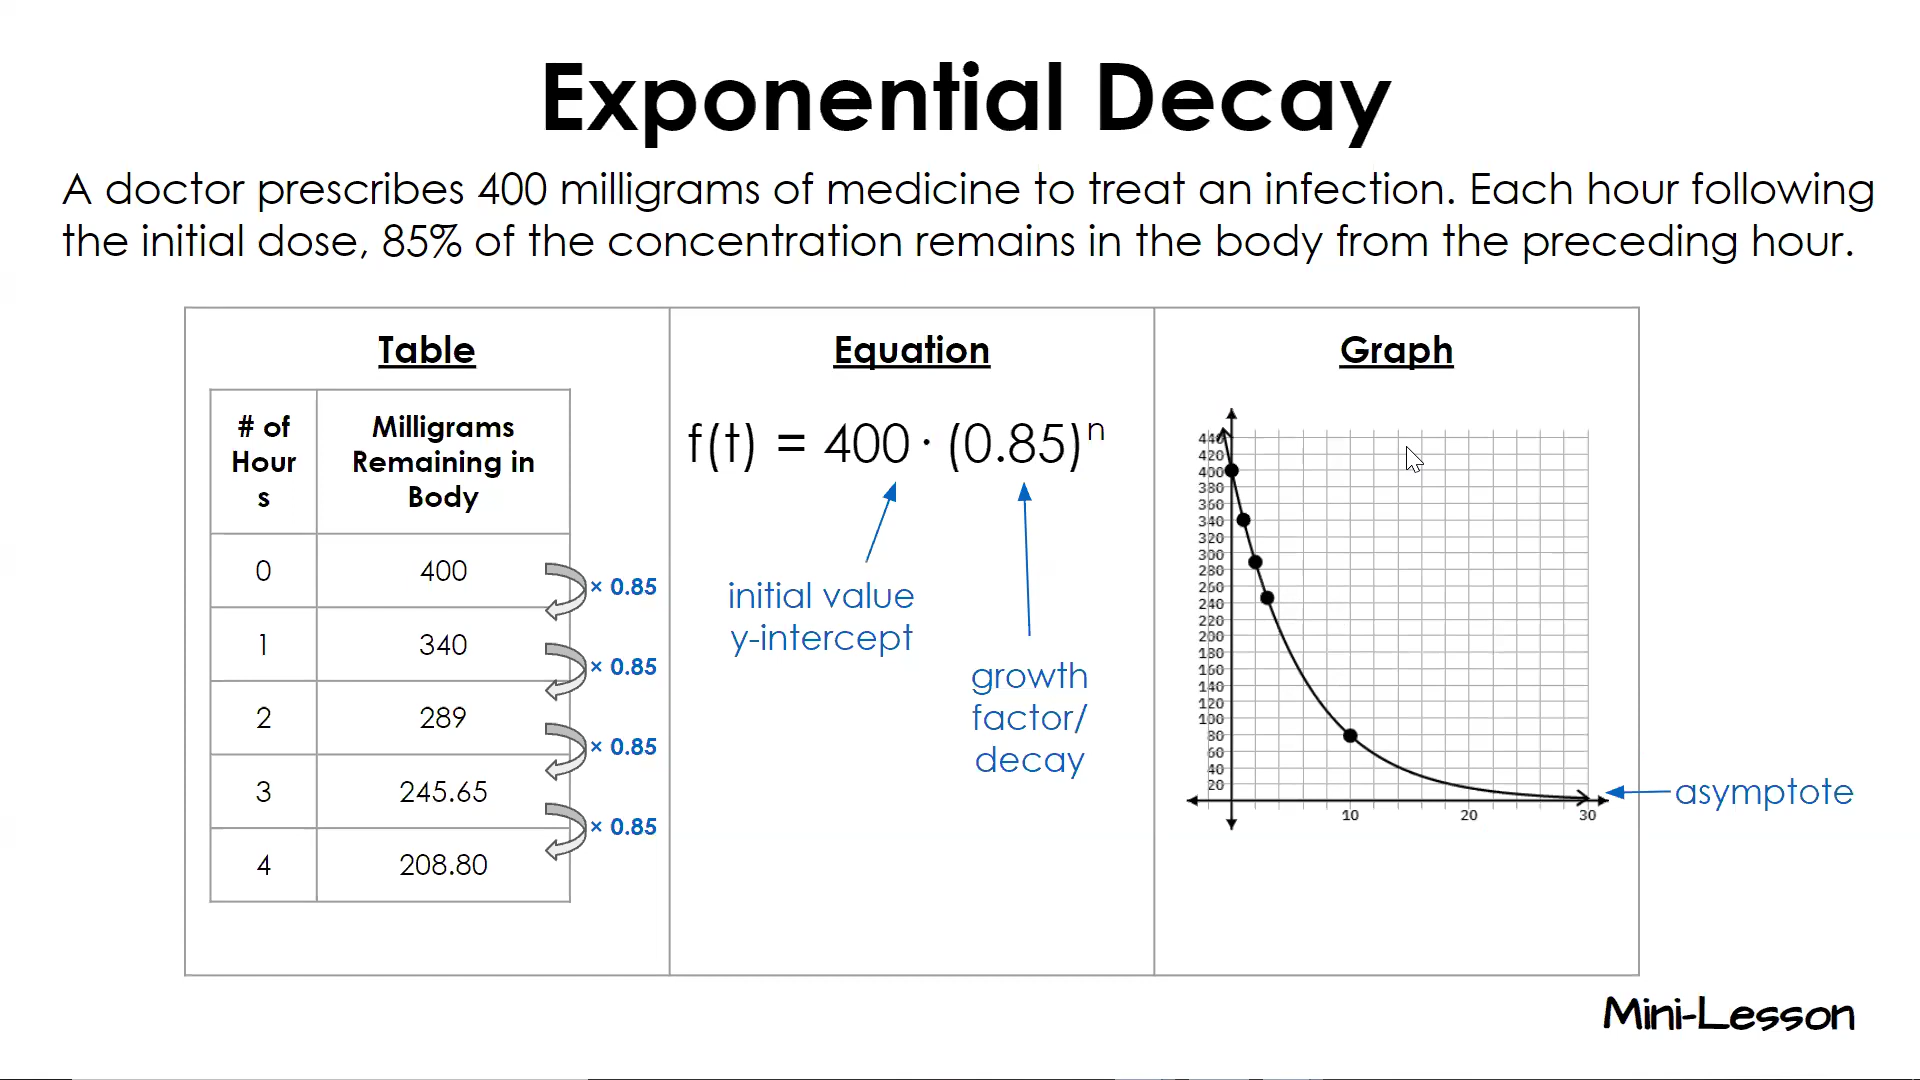 Exponential Decay
A doctor prescribes 400 milligrams of medicine to treat an infection. Each hour following
the initial dose, 85% of the concentration remains in the body from the preceding hour.
Table
# of
Hour
s
Milligrams
Remaining in
Body
0 400
× 0.85
1 340
× 0.85
2 289
× 0.85
3 245.65
× 0.85
4 208.80
Equation
f(t) = 400 · (0.85)ⁿ
initial value
y-intercept
growth
factor/
decay
Graph
440
420
400
380
360
340
320
300
280
260
240
220
200
180
160
140
120
100
80
60
40
20
10 20 30
asymptote
Mini-Lesson